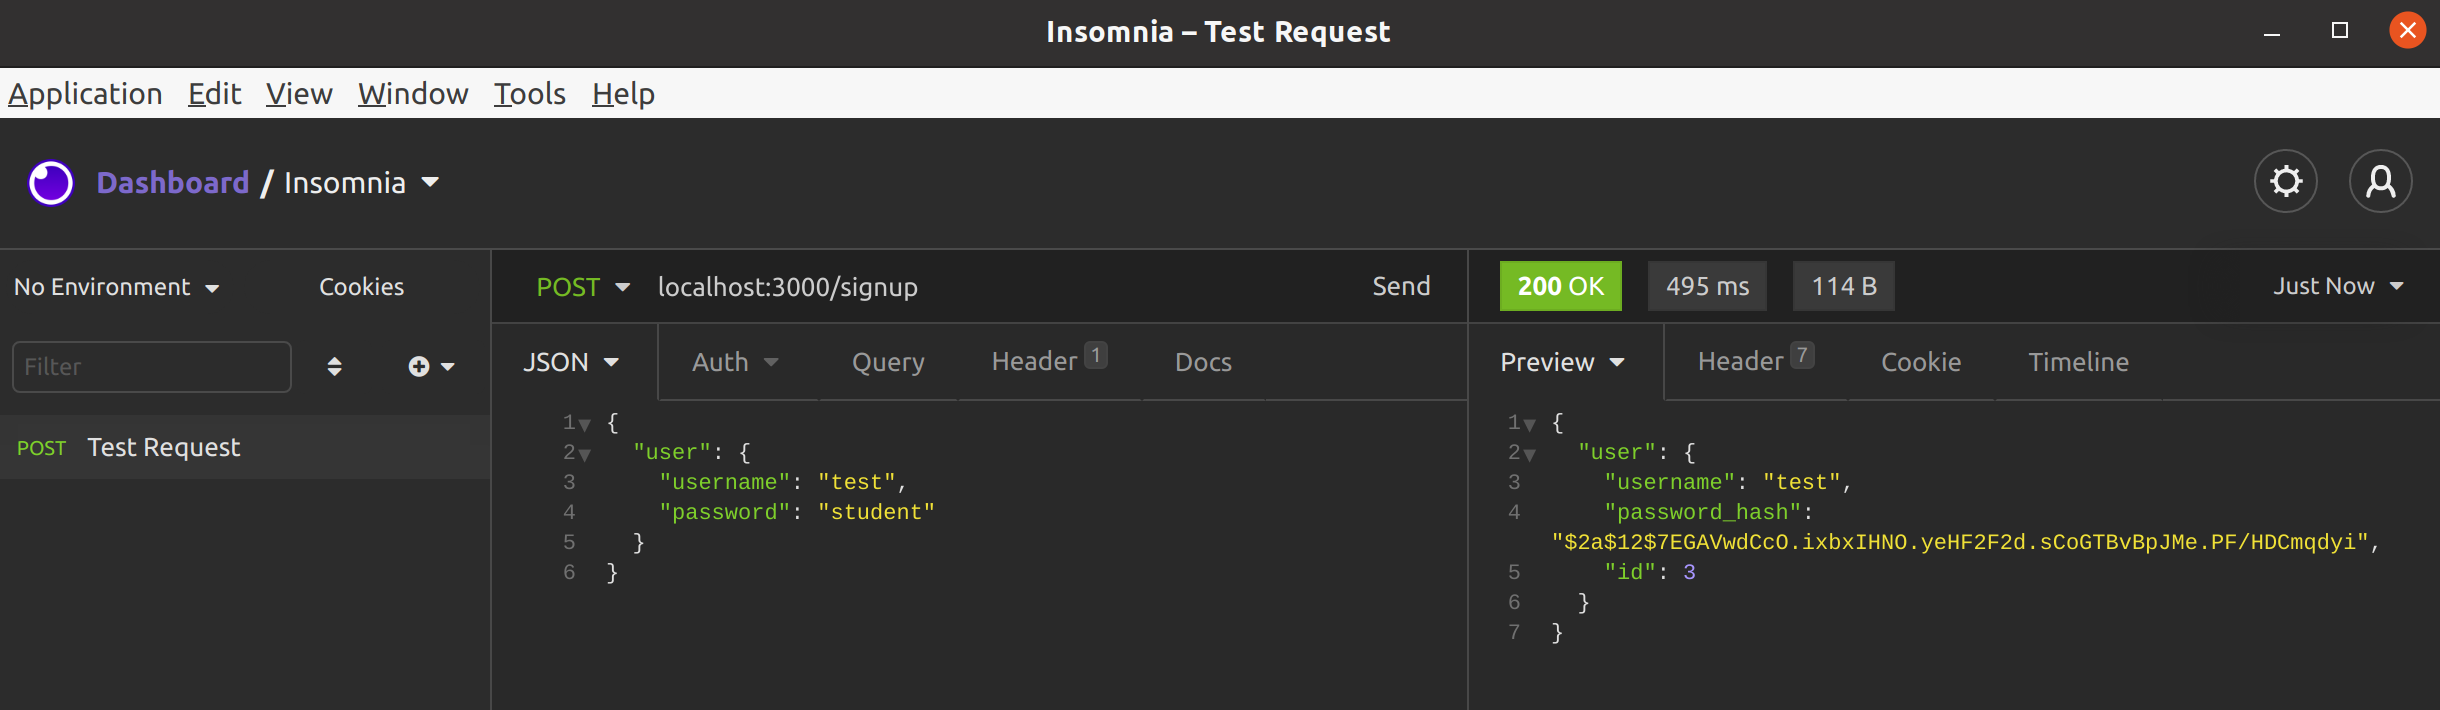 Insomnia – Test Request
Application Edit View Window Tools Help
Dashboard / Insomnia
No Environment Cookies
POST localhost:3000/signup Send
200 OK 495 ms 114 B Just Now
Filter
JSON Auth Query Header 1 Docs
Preview Header 7 Cookie Timeline
POST Test Request
1 {
2 "user": {
3 "username": "test",
4 "password": "student"
5 }
6 }
1 {
2 "user": {
3 "username": "test",
4 "password_hash":
"$2a$12$7EGAVwdCcO.ixbxIHNO.yeHF2F2d.sCoGTBvBpJMe.PF/HDCmqdyi",
5 "id": 3
6 }
7 }